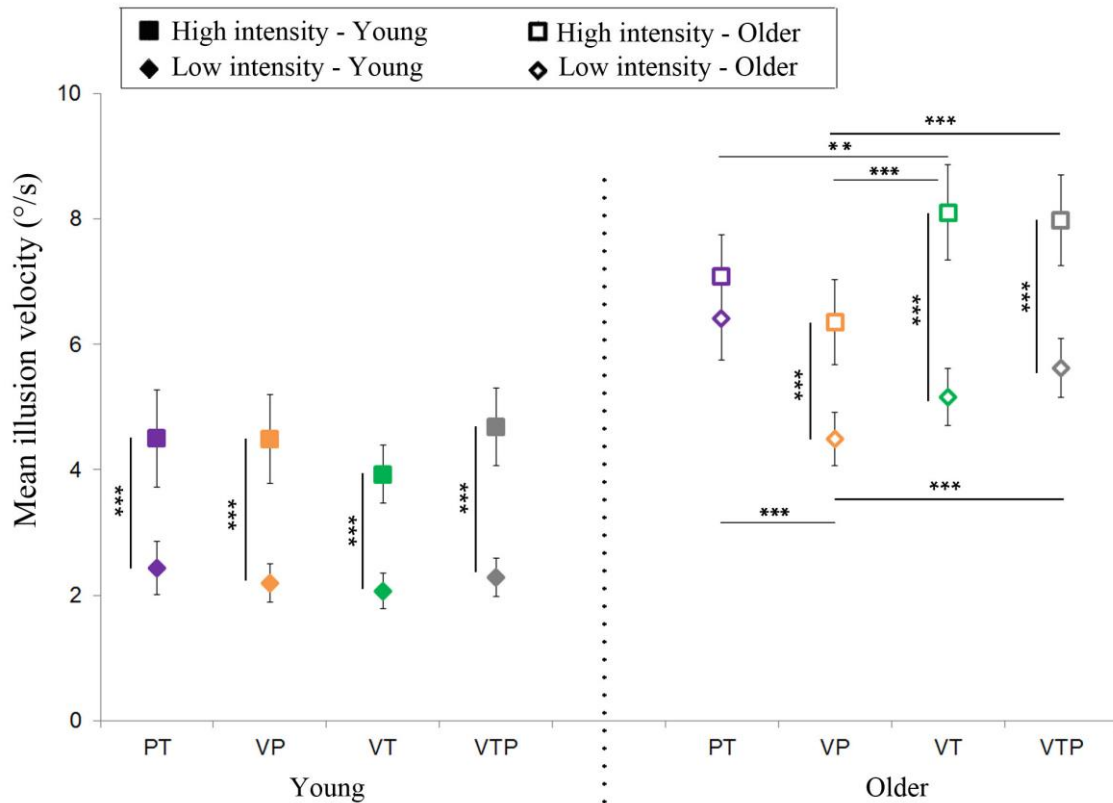 High intensity - Young
High intensity - Older
Low intensity - Young
Low intensity - Older
Mean illusion velocity (°/s)
10
8
6
4
2
0
***
***
***
***
***
**
***
***
***
***
***
***
PT VP VT VTP PT VP VT VTP
Young Older